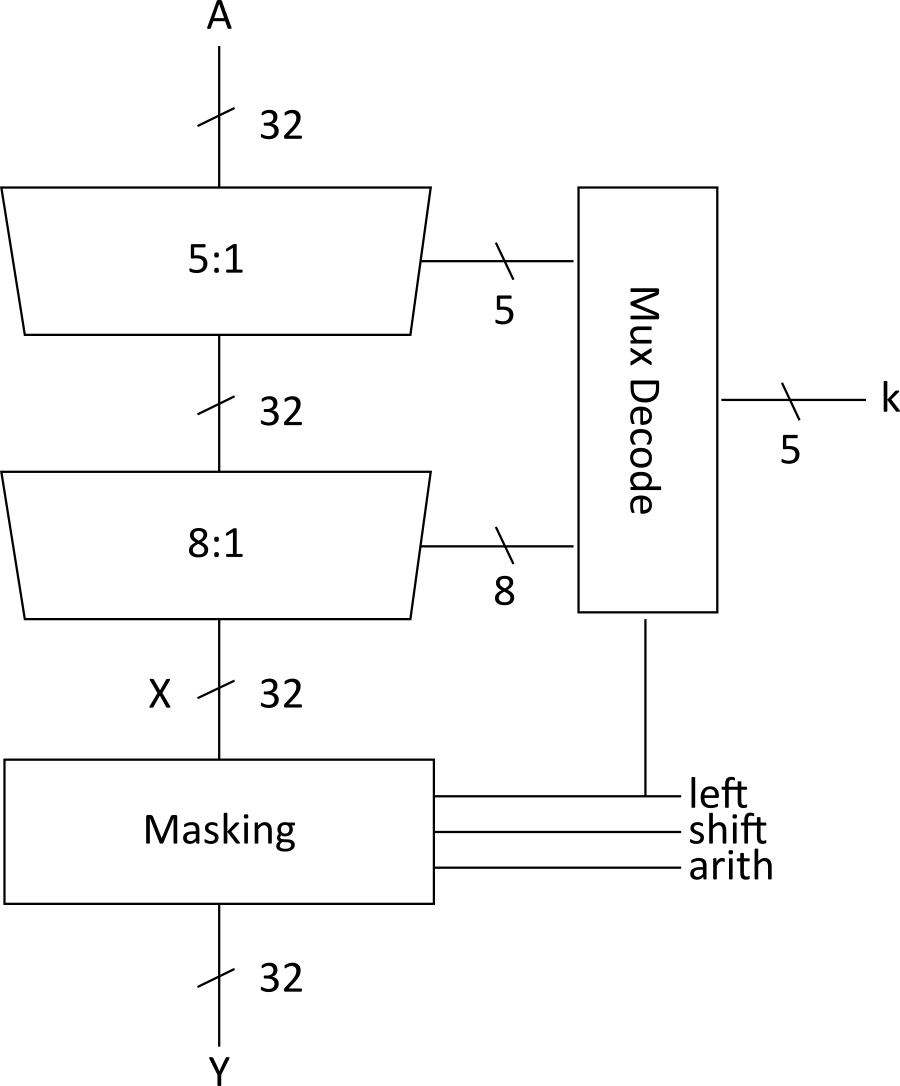 A
32
5:1
5
Mux Decode
k
5
32
8:1
8
X
32
left
shift
arith
Masking
32
Y